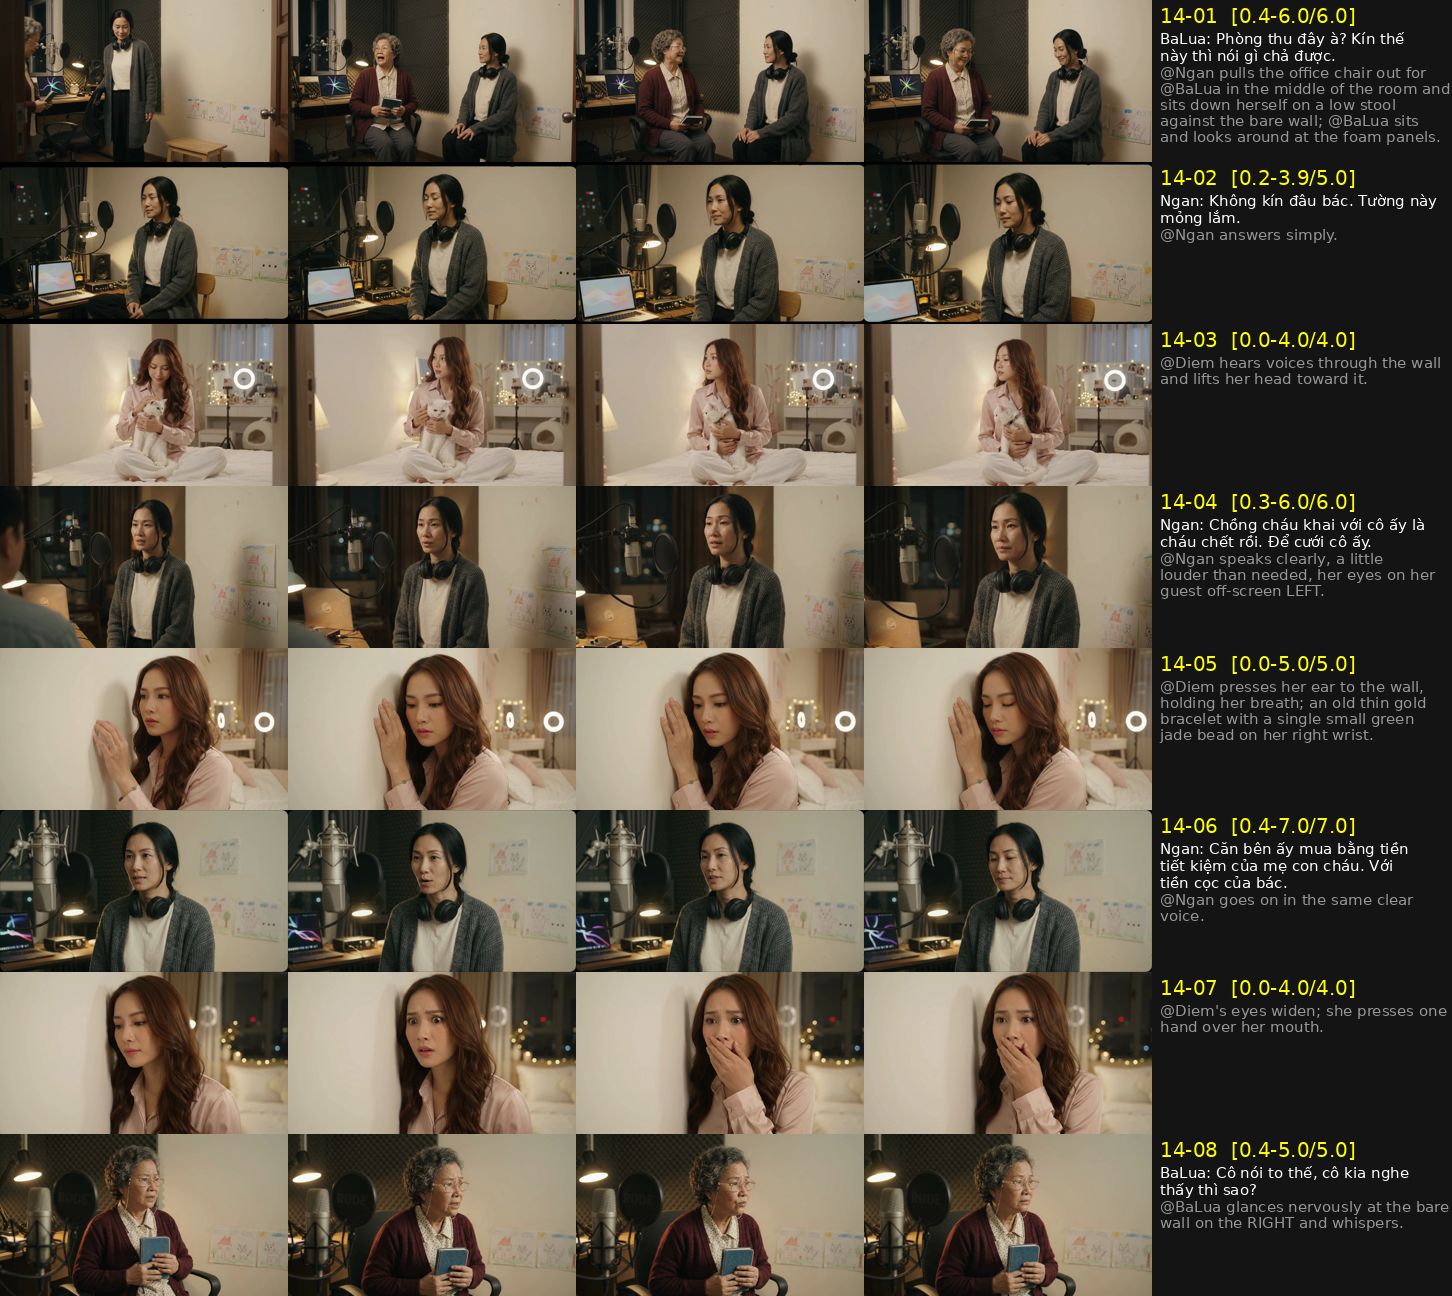 14-01 [0.4-6.0/6.0]
BaLua: Phòng thu đây à? Kín thế
này thì nói gì chả được.
@Ngan pulls the office chair out for
@BaLua in the middle of the room and
sits down herself on a low stool
against the bare wall; @BaLua sits
and looks around at the foam panels.
14-02 [0.2-3.9/5.0]
Ngan: Không kín đâu bác. Tường này
mỏng lắm.
@Ngan answers simply.
14-03 [0.0-4.0/4.0]
@Diem hears voices through the wall
and lifts her head toward it.
14-04 [0.3-6.0/6.0]
Ngan: Chồng cháu khai với cô ấy là
cháu chết rồi. Để cưới cô ấy.
@Ngan speaks clearly, a little
louder than needed, her eyes on her
guest off-screen LEFT.
14-05 [0.0-5.0/5.0]
@Diem presses her ear to the wall,
holding her breath; an old thin gold
bracelet with a single small green
jade bead on her right wrist.
14-06 [0.4-7.0/7.0]
Ngan: Căn bên ấy mua bằng tiền
tiết kiệm của mẹ con cháu. Với
tiền cọc của bác.
@Ngan goes on in the same clear
voice.
14-07 [0.0-4.0/4.0]
@Diem's eyes widen; she presses one
hand over her mouth.
14-08 [0.4-5.0/5.0]
BaLua: Cô nói to thế, cô kia nghe
thấy thì sao?
@BaLua glances nervously at the bare
wall on the RIGHT and whispers.
RODE